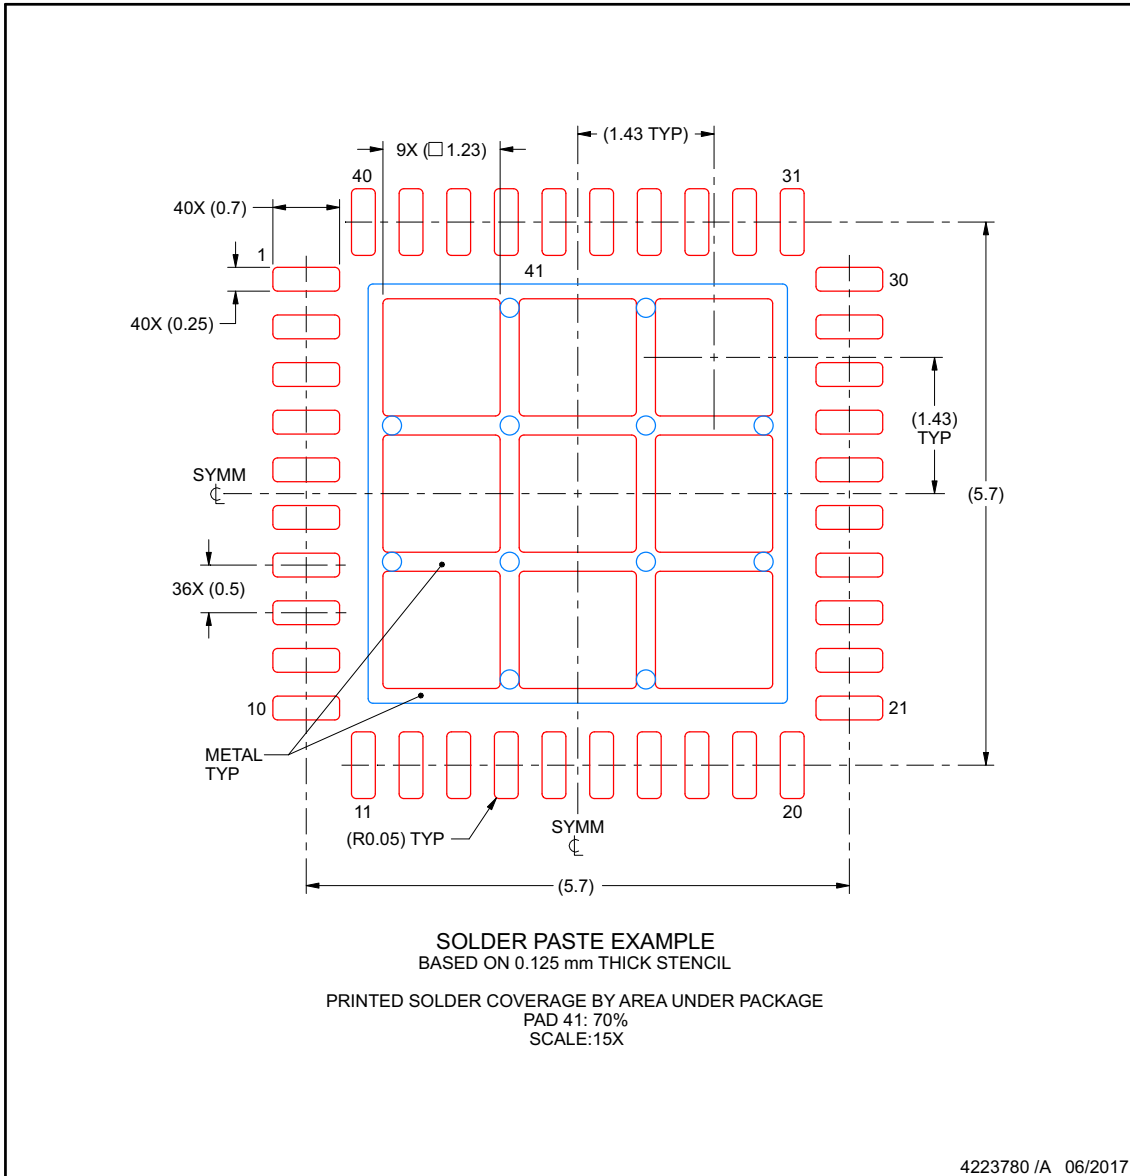 (1.43 TYP)
9X (□ 1.23)
40
31
40X (0.7)
1
41
30
40X (0.25)
(1.43)
TYP
SYMM
℄
(5.7)
36X (0.5)
10
21
METAL
TYP
11
20
(R0.05) TYP
SYMM
℄
(5.7)
SOLDER PASTE EXAMPLE
BASED ON 0.125 mm THICK STENCIL
PRINTED SOLDER COVERAGE BY AREA UNDER PACKAGE
PAD 41: 70%
SCALE:15X
4223780 /A 06/2017